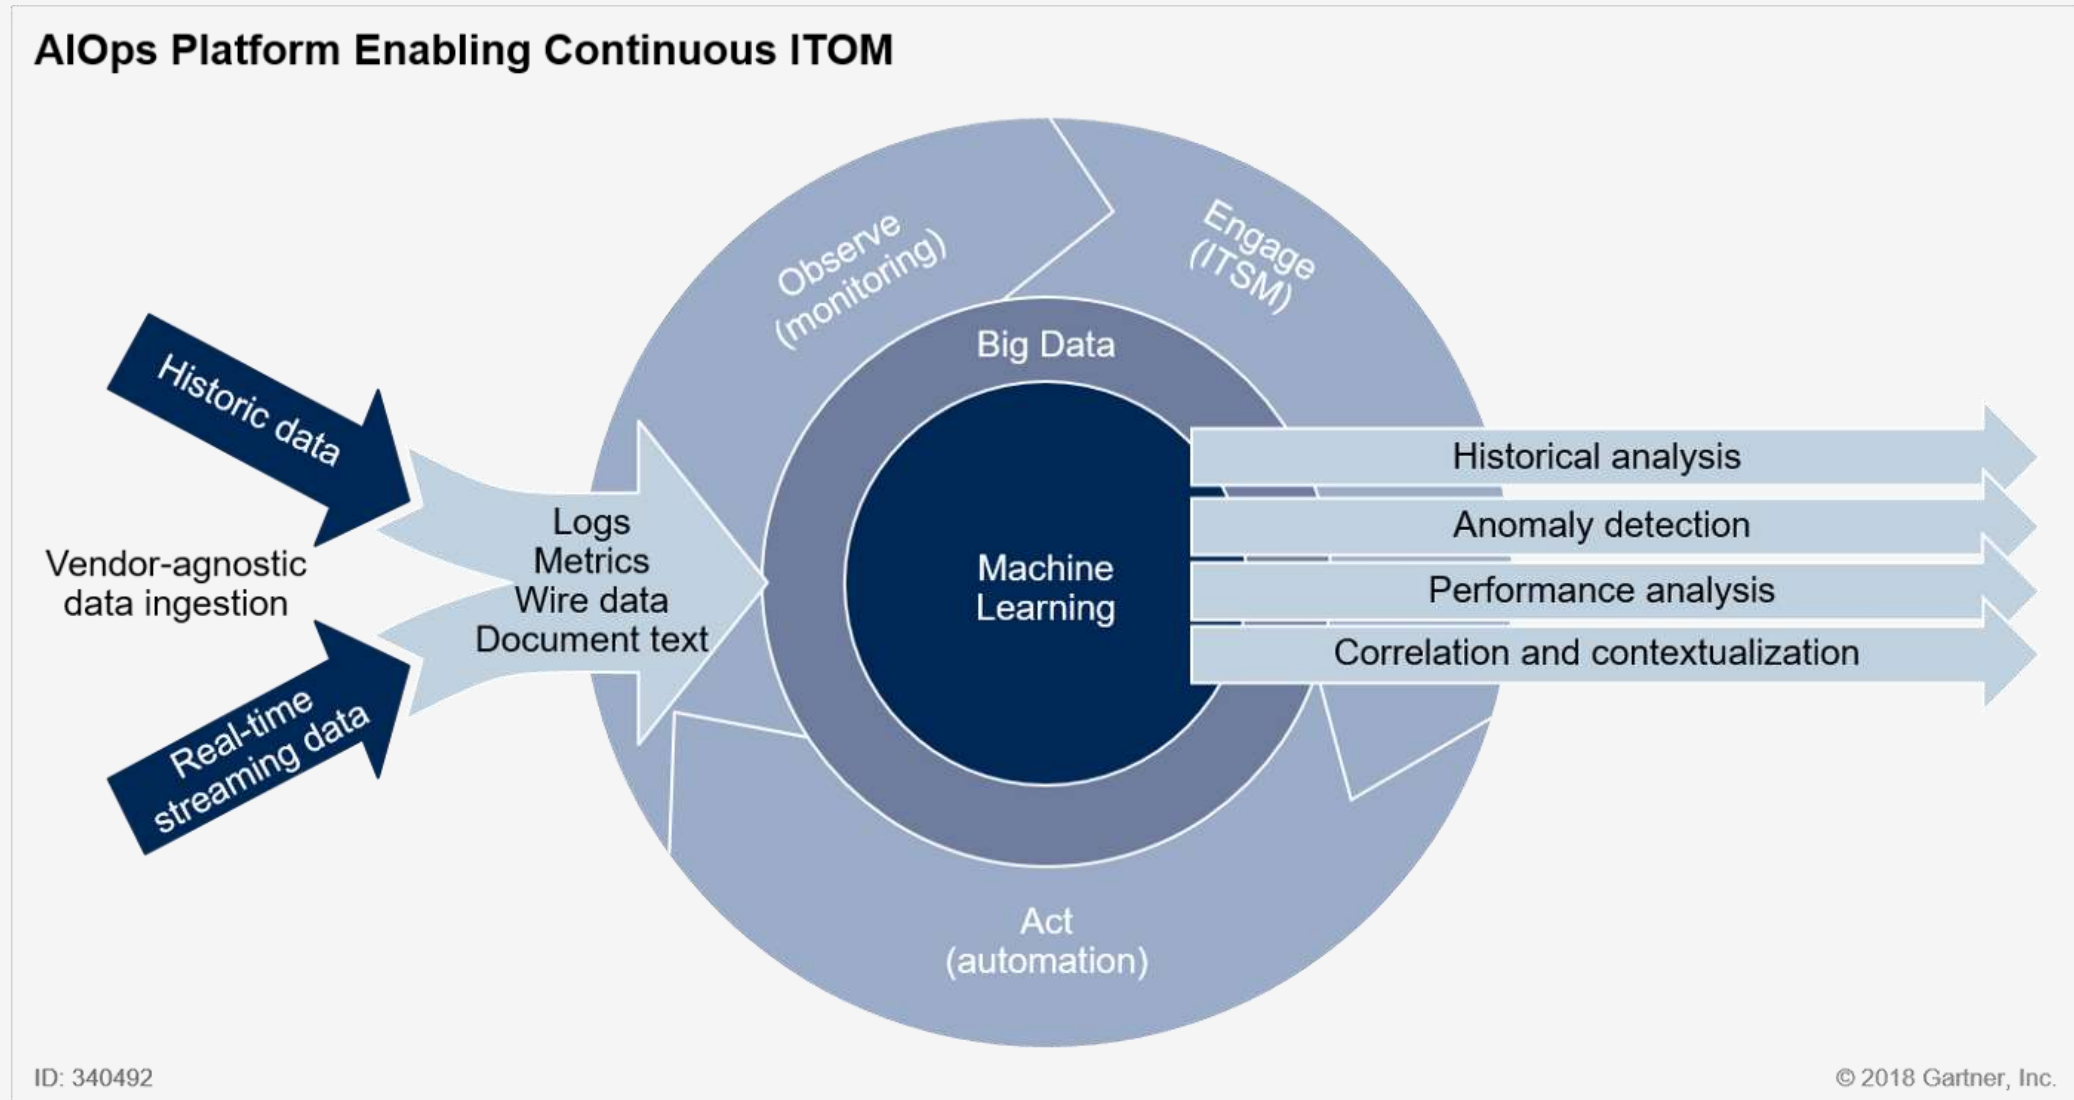 AIOps Platform Enabling Continuous ITOM
Observe
(monitoring)
Engage
(ITSM)
Big Data
Historic data
Vendor-agnostic
data ingestion
Real-time
streaming data
Logs
Metrics
Wire data
Document text
Machine
Learning
Historical analysis
Anomaly detection
Performance analysis
Correlation and contextualization
Act
(automation)
ID: 340492
© 2018 Gartner, Inc.